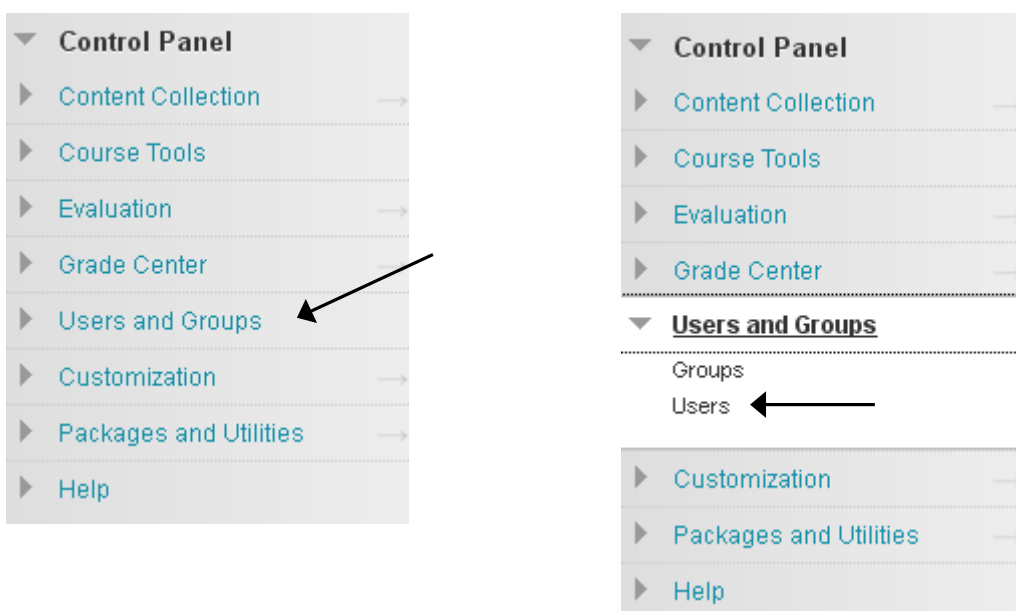 Control Panel
Content Collection
Course Tools
Evaluation
Grade Center
Users and Groups
Customization
Packages and Utilities
Help
Control Panel
Content Collection
Course Tools
Evaluation
Grade Center
Users and Groups
Groups
Users
Customization
Packages and Utilities
Help